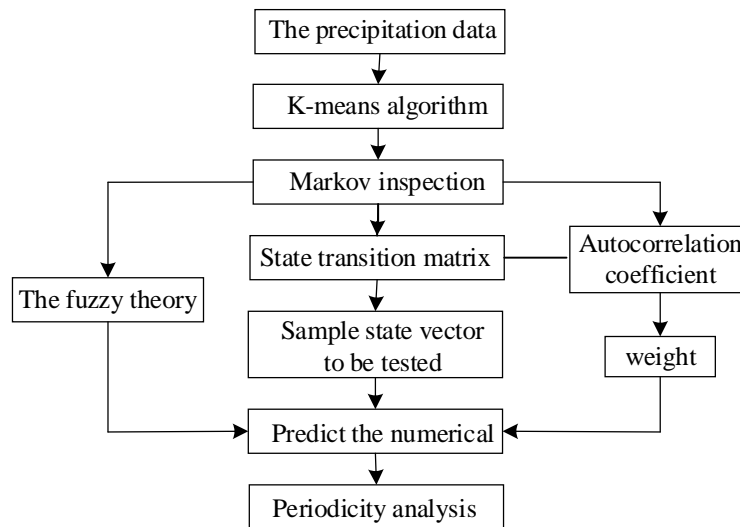 The precipitation data
K-means algorithm
Markov inspection
State transition matrix
Autocorrelation
coefficient
The fuzzy theory
Sample state vector
to be tested
weight
Predict the numerical
Periodicity analysis